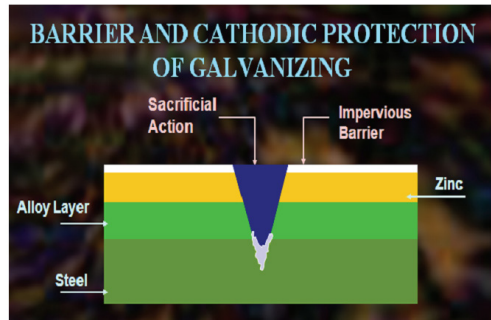 BARRIER AND CATHODIC PROTECTION
OF GALVANIZING
Sacrificial
Action
Impervious
Barrier
Zinc
Alloy Layer
Steel